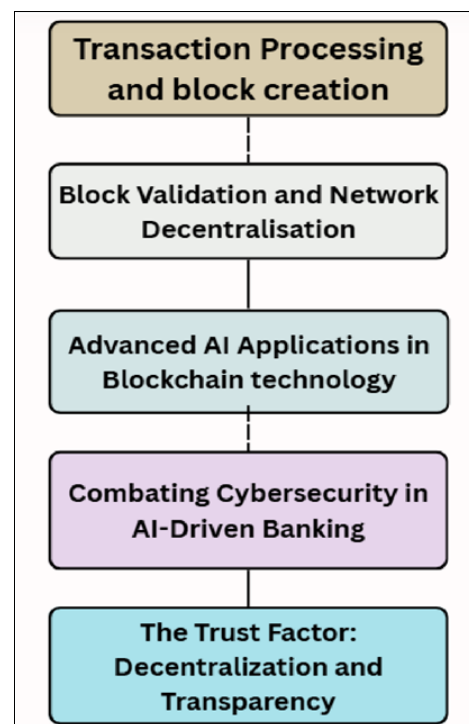 Transaction Processing
and block creation
Block Validation and Network
Decentralisation
Advanced AI Applications in
Blockchain technology
Combating Cybersecurity in
AI-Driven Banking
The Trust Factor:
Decentralization and
Transparency